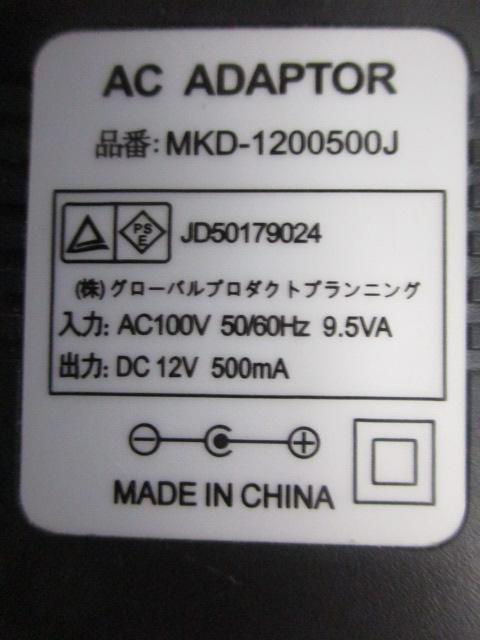 AC ADAPTOR
品番: MKD-1200500J
PS
E
JD50179024
(株)グローバルプロダクトプランニング
入力: AC100V 50/60Hz 9.5VA
出力: DC 12V 500mA
MADE IN CHINA